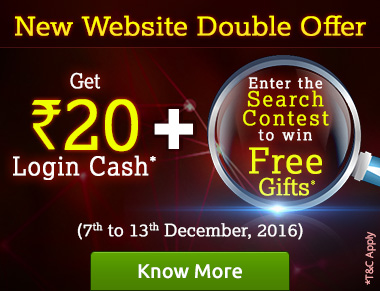 New Website Double Offer
Get
₹20
Login Cash*
+
Enter the
Search
Contest
to win
Free
Gifts*
(7th to 13th December, 2016)
Know More
*T&C Apply